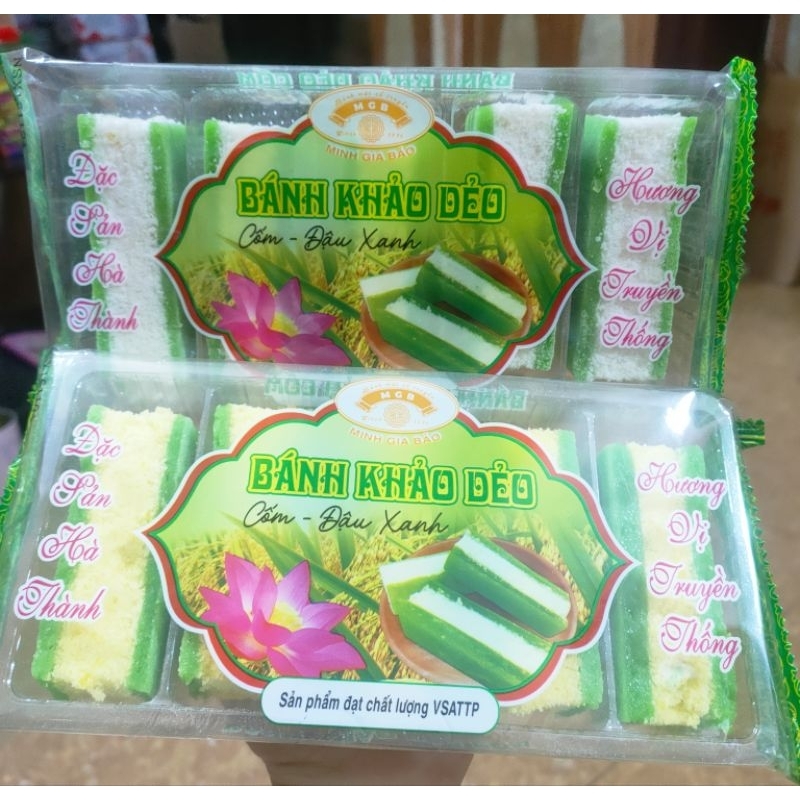 MGB
MINH GIA BẢO
BÁNH KHẢO DẺO
Cốm - Đậu Xanh
Đặc
Sản
Hà
Thành
Hương
Vị
Truyền
Thống
MGB
MINH GIA BẢO
BÁNH KHẢO DẺO
Cốm - Đậu Xanh
Đặc
Sản
Hà
Thành
Hương
Vị
Truyền
Thống
Sản phẩm đạt chất lượng VSATTP